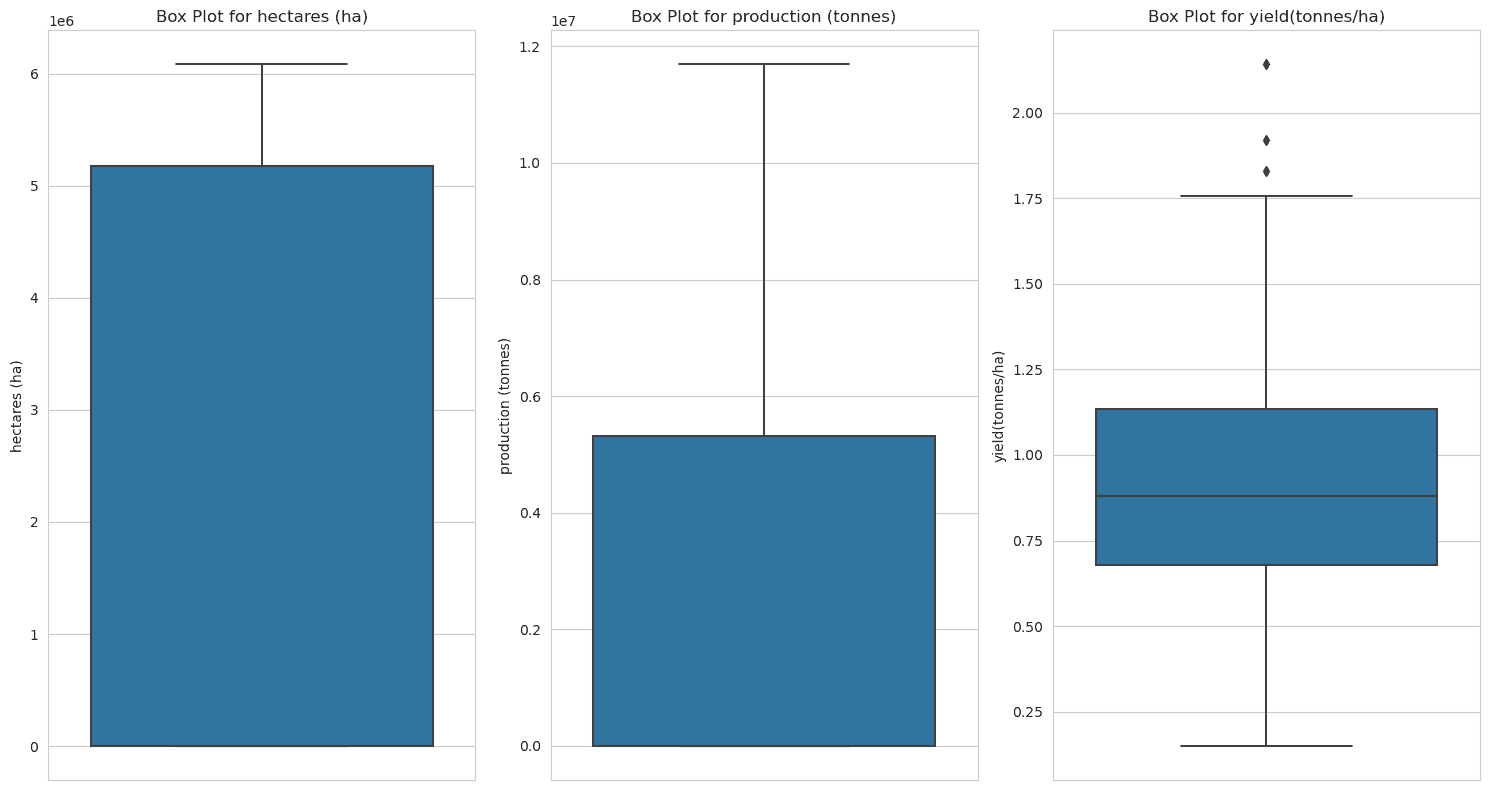 Box Plot for hectares (ha)
1e6
6
5
4
3
2
1
0
hectares (ha)
Box Plot for production (tonnes)
1e7
1.2
1.0
0.8
0.6
0.4
0.2
0.0
production (tonnes)
Box Plot for yield(tonnes/ha)
2.00
1.75
1.50
1.25
1.00
0.75
0.50
0.25
yield(tonnes/ha)